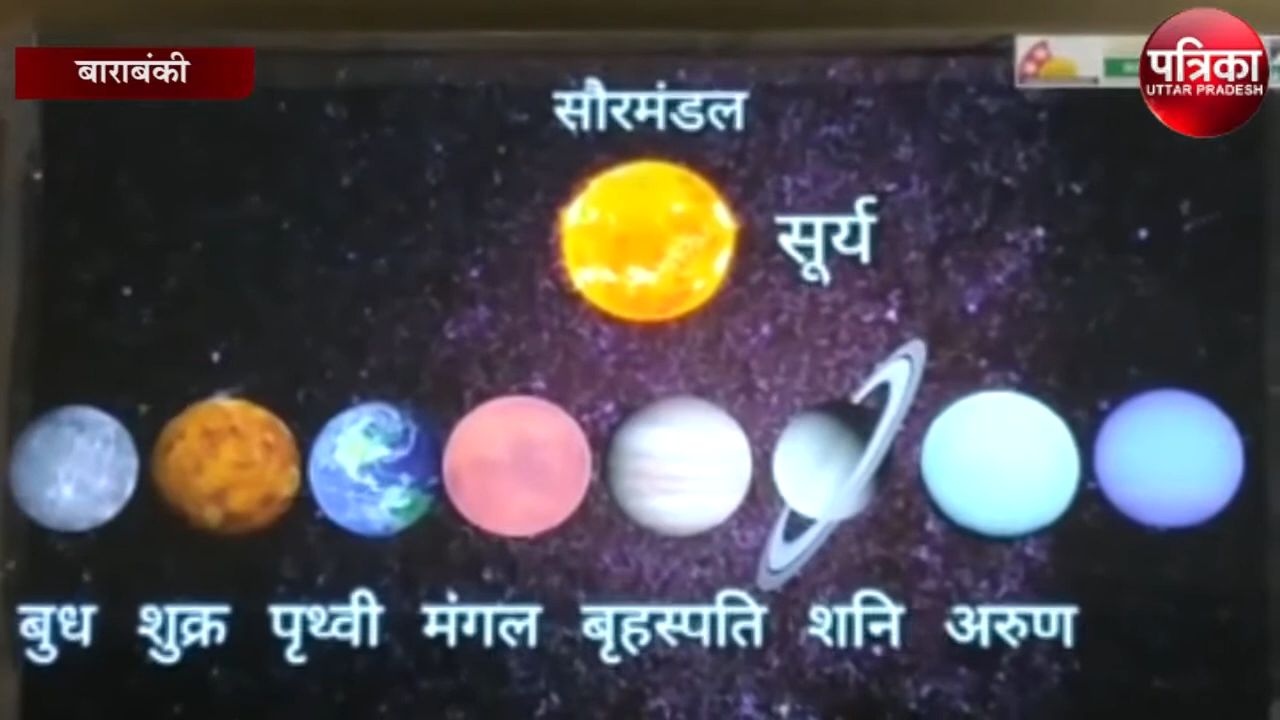 बाराबंकी
पत्रिका
UTTAR PRADESH
सौरमंडल
सूर्य
बुध शुक्र पृथ्वी मंगल बृहस्पति शनि अरुण